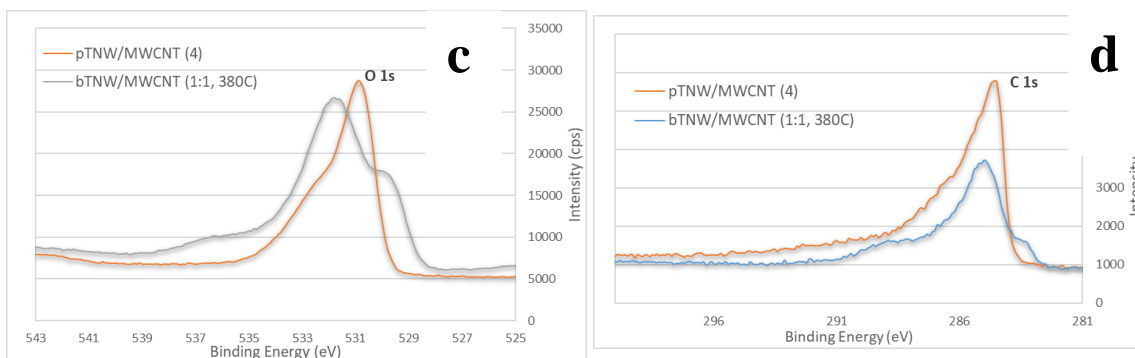 c
pTNW/MWCNT (4)
bTNW/MWCNT (1:1, 380C)
O 1s
35000
30000
25000
20000
15000
10000
5000
0
Intensity (cps)
543 541 539 537 535 533 531 529 527 525
Binding Energy (eV)
d
pTNW/MWCNT (4)
bTNW/MWCNT (1:1, 380C)
C 1s
3000
2000
1000
0
Intensity
296 291 286 281
Binding Energy (eV)